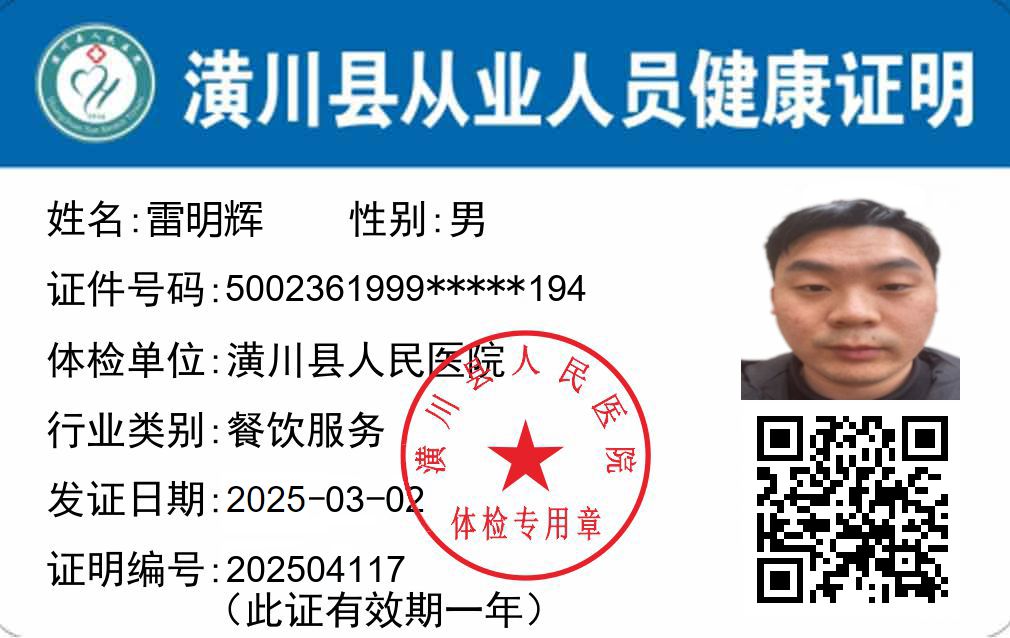 潢川县从业人员健康证明
姓名:雷明辉 性别:男
证件号码:5002361999*****194
体检单位:潢川县人民医院
行业类别:餐饮服务
发证日期:2025-03-02
证明编号:202504117
（此证有效期一年）
潢川县人民医院
体检专用章